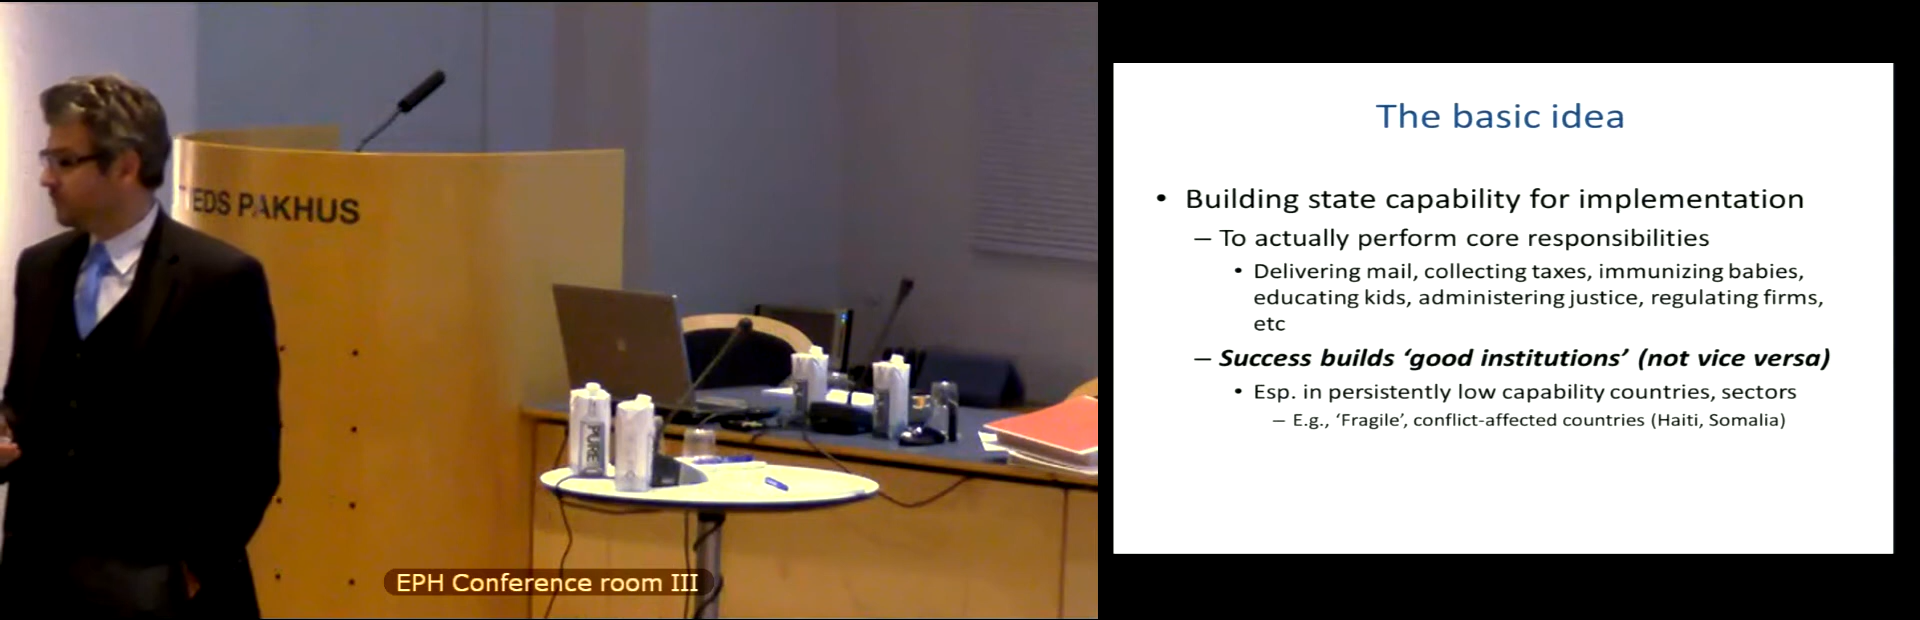 EDS PAKHUS
PURE
EPH Conference room III
The basic idea
• Building state capability for implementation
– To actually perform core responsibilities
• Delivering mail, collecting taxes, immunizing babies,
educating kids, administering justice, regulating firms,
etc
– Success builds ‘good institutions’ (not vice versa)
• Esp. in persistently low capability countries, sectors
– E.g., ‘Fragile’, conflict-affected countries (Haiti, Somalia)